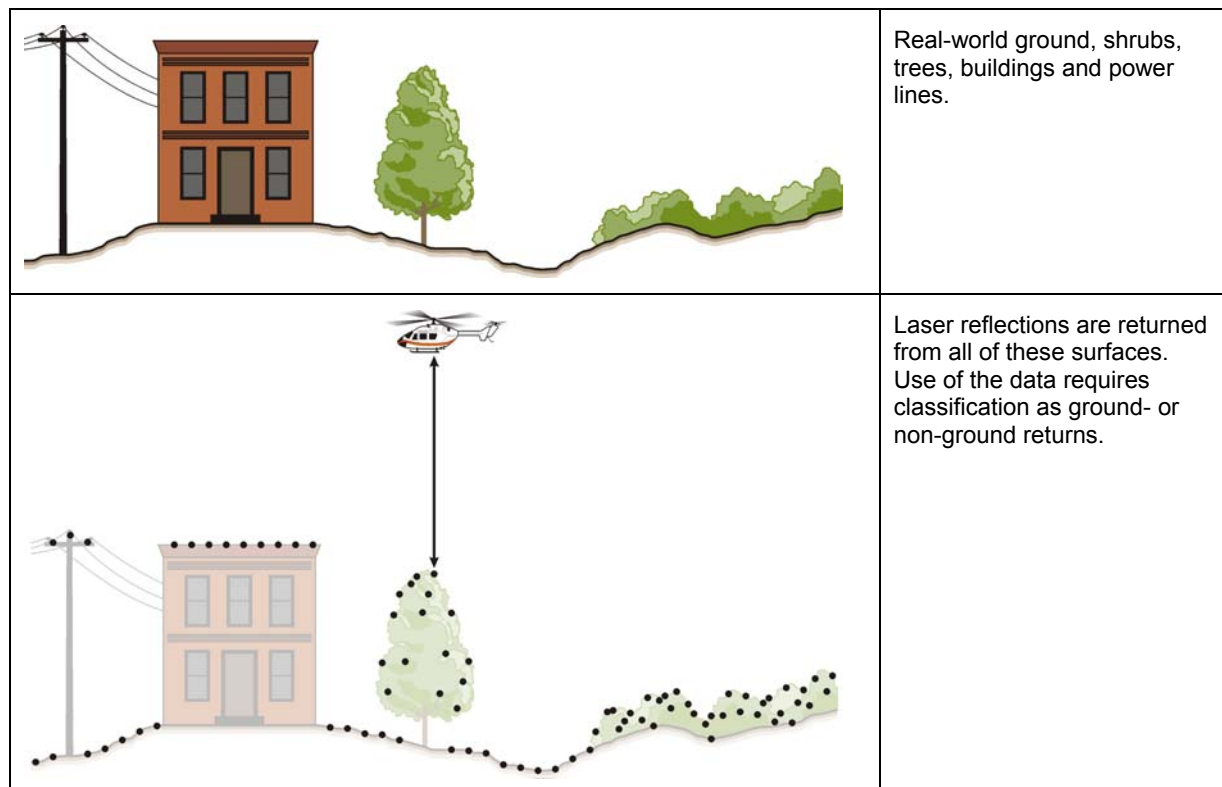 Real-world ground, shrubs,
trees, buildings and power
lines.
Laser reflections are returned
from all of these surfaces.
Use of the data requires
classification as ground- or
non-ground returns.